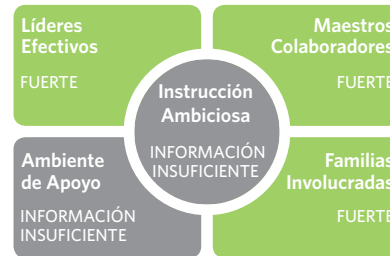 Líderes
Efectivos
FUERTE
Maestros
Colaboradores
FUERTE
Instrucción
Ambiciosa
INFORMACIÓN
INSUFICIENTE
Ambiente
de Apoyo
INFORMACIÓN
INSUFICIENTE
Familias
Involucradas
FUERTE